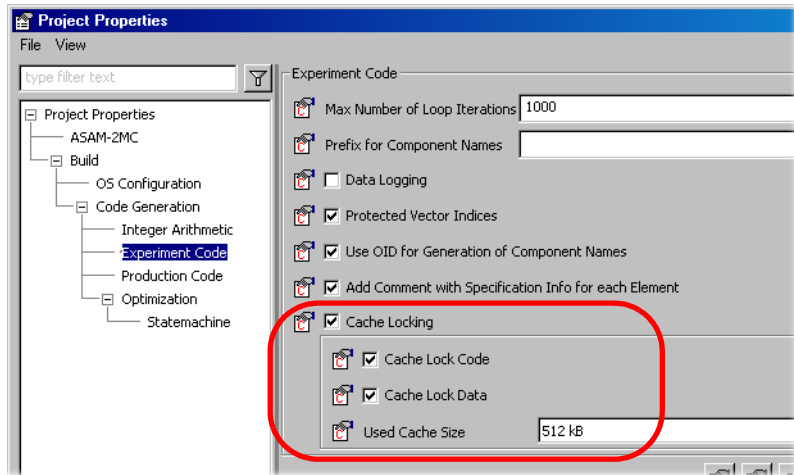 Project Properties
File View
type filter text
Project Properties
ASAM-2MC
Build
OS Configuration
Code Generation
Integer Arithmetic
Experiment Code
Production Code
Optimization
Statemachine
Experiment Code
Max Number of Loop Iterations 1000
Prefix for Component Names
Data Logging
Protected Vector Indices
Use OID for Generation of Component Names
Add Comment with Specification Info for each Element
Cache Locking
Cache Lock Code
Cache Lock Data
Used Cache Size 512 kB